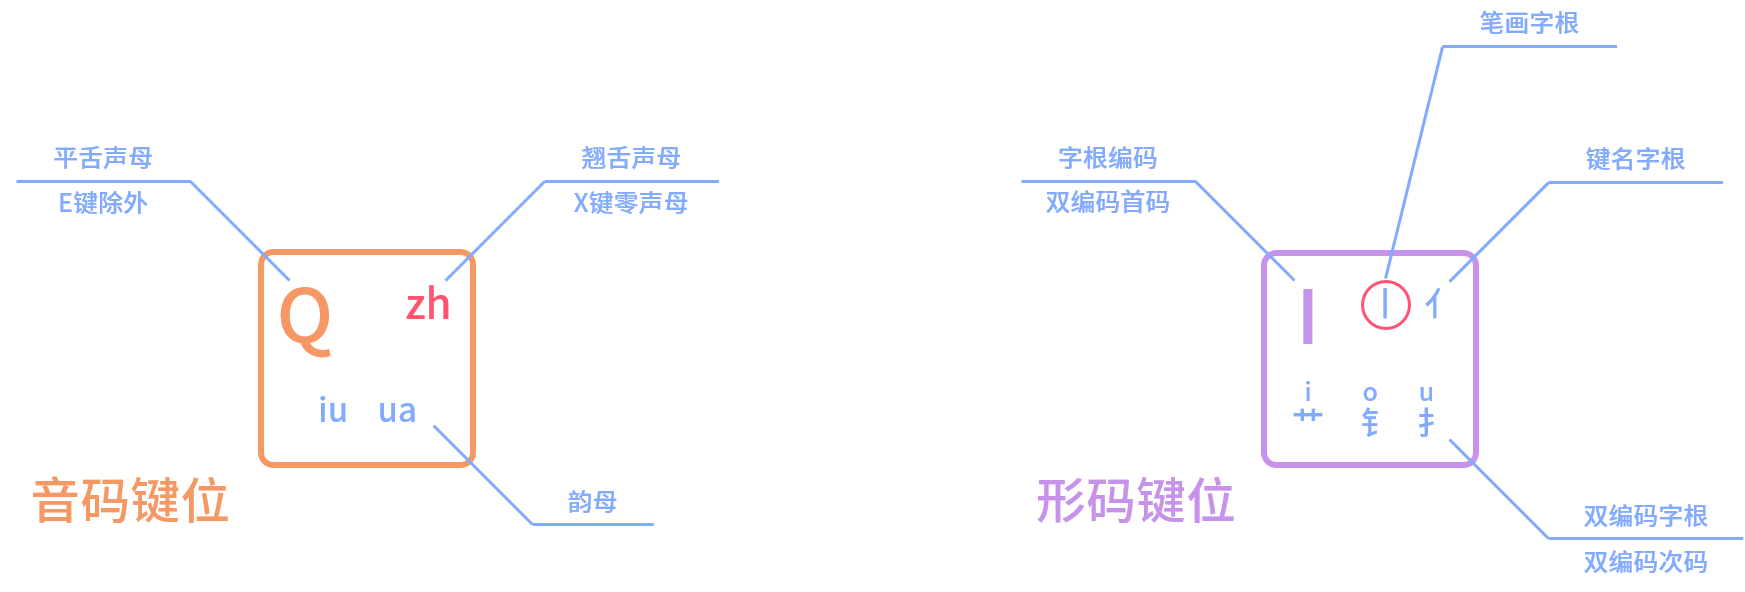 平舌声母
E键除外
翘舌声母
X键零声母
Q
zh
iu ua
韵母
音码键位
笔画字根
字根编码
双编码首码
键名字根
I
丨 亻
i o u
艹 钅 扌
双编码字根
双编码次码
形码键位